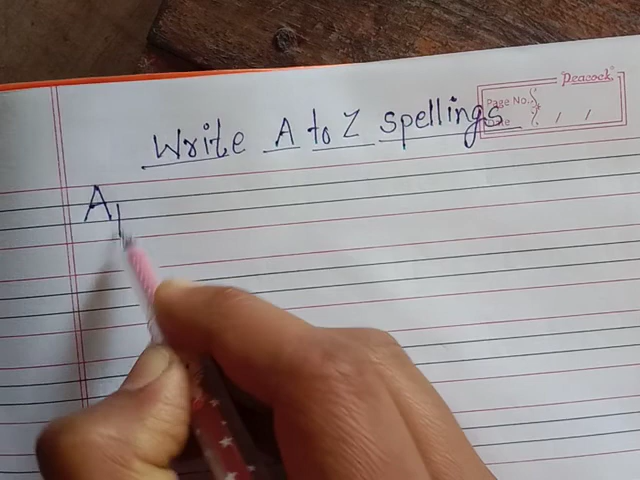 Peacock
Page No.
Date
Write A to Z spellings
A